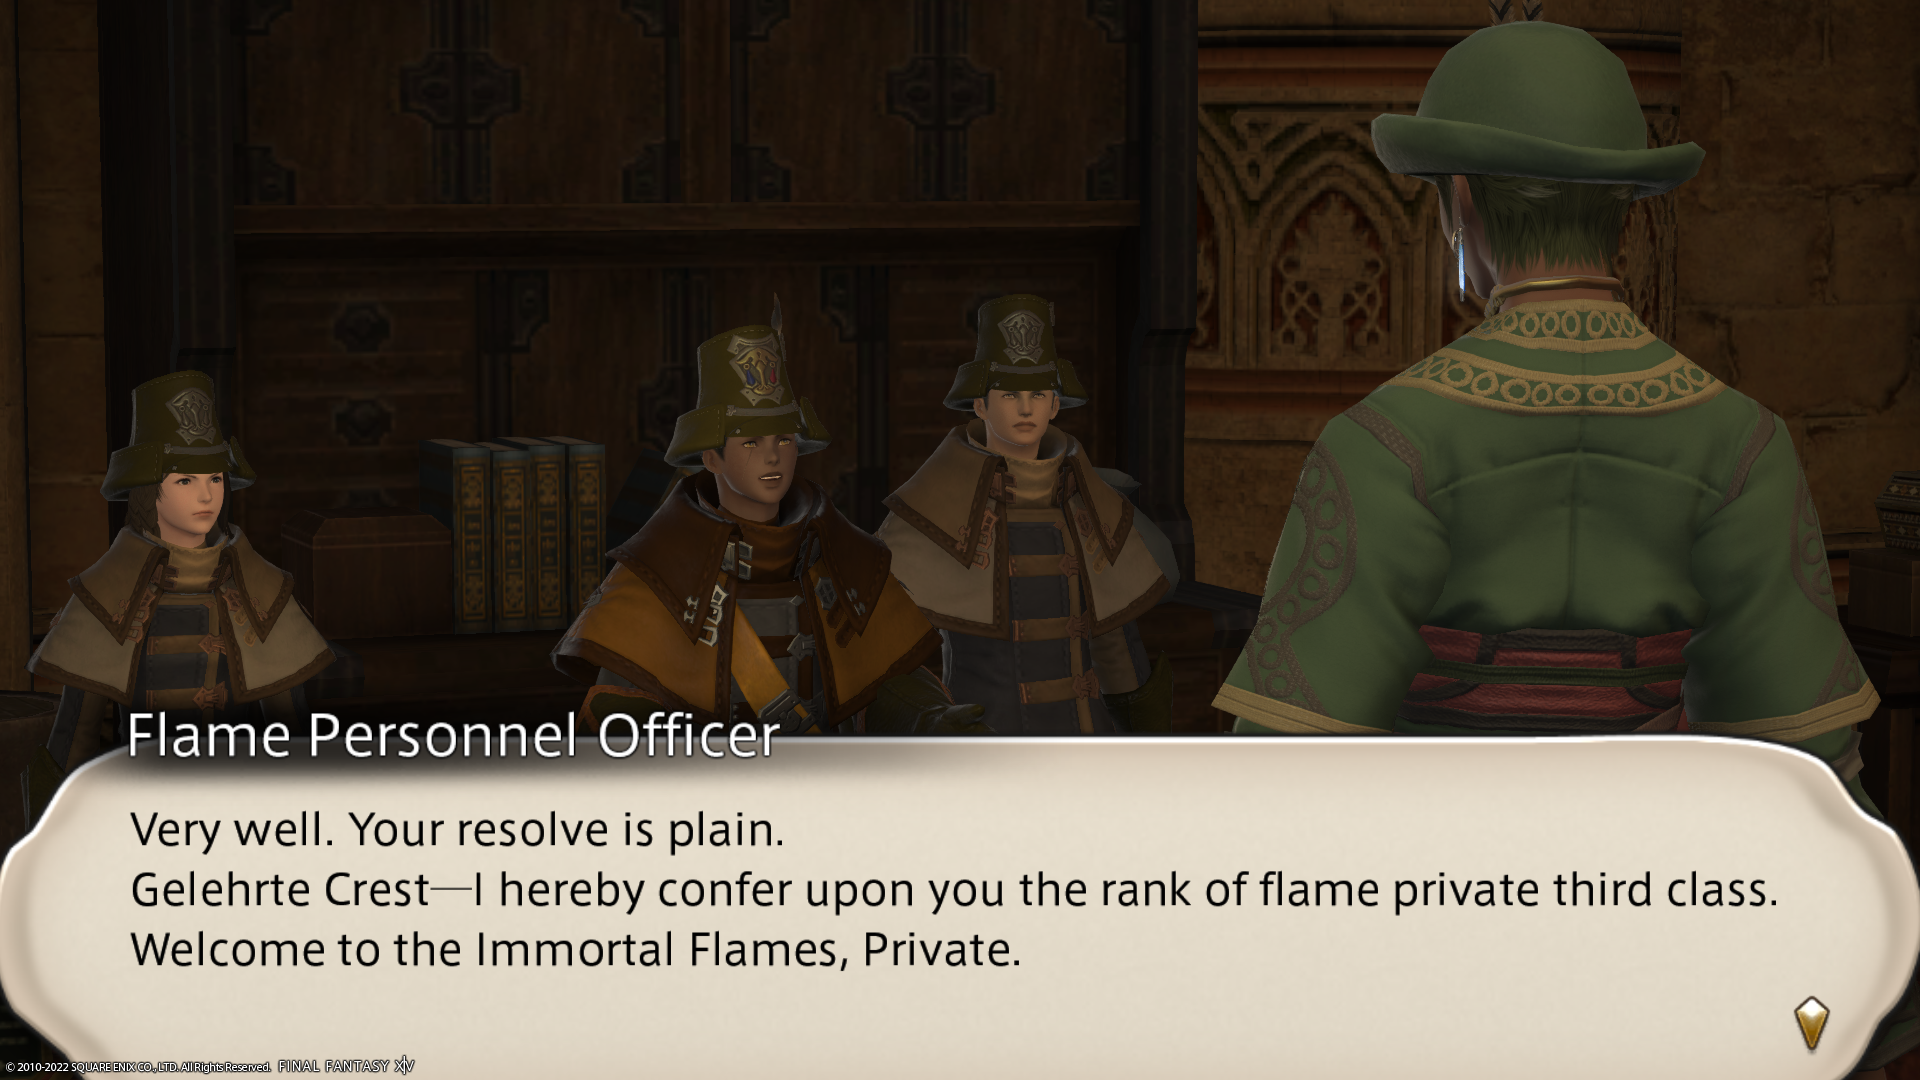 Flame Personnel Officer
Very well. Your resolve is plain.
Gelehrte Crest—I hereby confer upon you the rank of flame private third class.
Welcome to the Immortal Flames, Private.
© 2010-2022 SQUARE ENIX CO., LTD. All Rights Reserved. FINAL FANTASY XIV